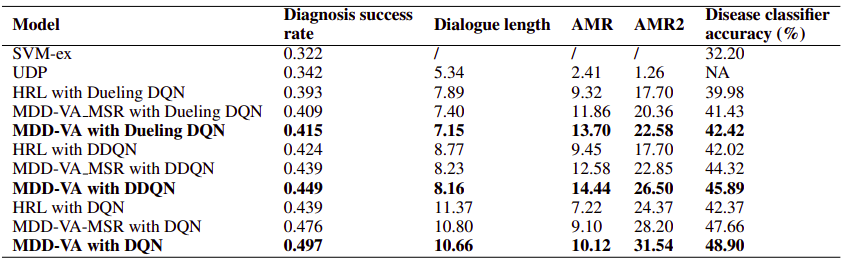 Model Diagnosis success rate Dialogue length AMR AMR2 Disease classifier accuracy (%)
SVM-ex 0.322 / / / 32.20
UDP 0.342 5.34 2.41 1.26 NA
HRL with Dueling DQN 0.393 7.89 9.32 17.70 39.98
MDD-VA_MSR with Dueling DQN 0.409 7.40 11.86 20.36 41.43
MDD-VA with Dueling DQN 0.415 7.15 13.70 22.58 42.42
HRL with DDQN 0.424 8.77 9.45 17.70 42.02
MDD-VA_MSR with DDQN 0.439 8.23 12.58 22.85 44.32
MDD-VA with DDQN 0.449 8.16 14.44 26.50 45.89
HRL with DQN 0.439 11.37 7.22 24.37 42.37
MDD-VA-MSR with DQN 0.476 10.80 9.10 28.20 47.66
MDD-VA with DQN 0.497 10.66 10.12 31.54 48.90